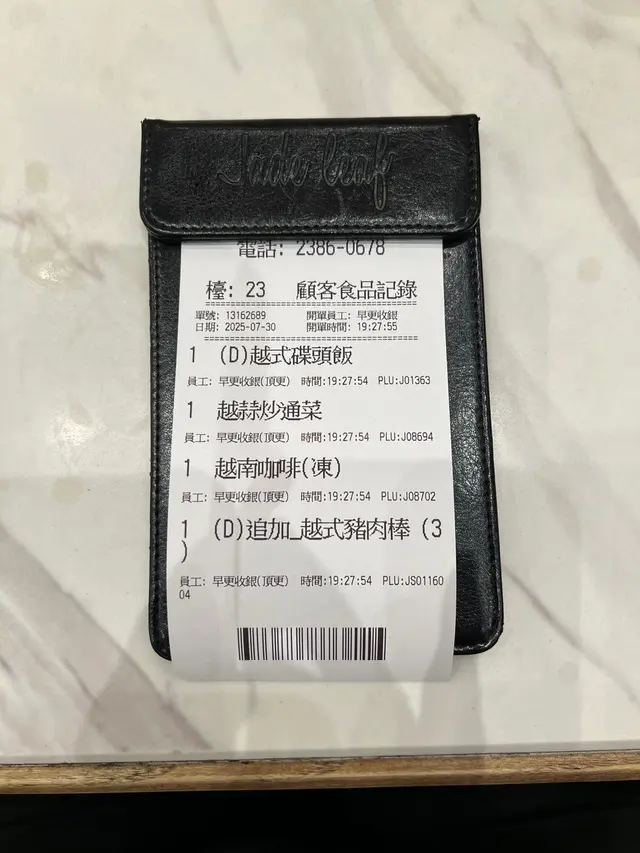 Jade leaf
電話: 2386-0678
檯: 23 顧客食品記錄
單號: 13162689 開單員工: 早更收銀
日期: 2025-07-30 開單時間: 19:27:55
1 (D)越式碟頭飯
員工: 早更收銀(頂更) 時間:19:27:54 PLU:J01363
1 越蒜炒通菜
員工: 早更收銀(頂更) 時間:19:27:54 PLU:J08694
1 越南咖啡(凍)
員工: 早更收銀(頂更) 時間:19:27:54 PLU:J08702
1 (D)追加_越式豬肉棒 (3
)
員工: 早更收銀(頂更) 時間:19:27:54 PLU:JS01160
04